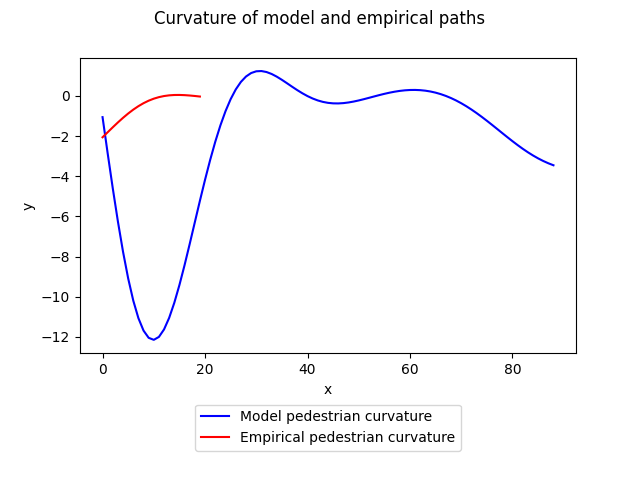 Curvature of model and empirical paths
y
0
−2
−4
−6
−8
−10
−12
0 20 40 60 80
x
Model pedestrian curvature
Empirical pedestrian curvature